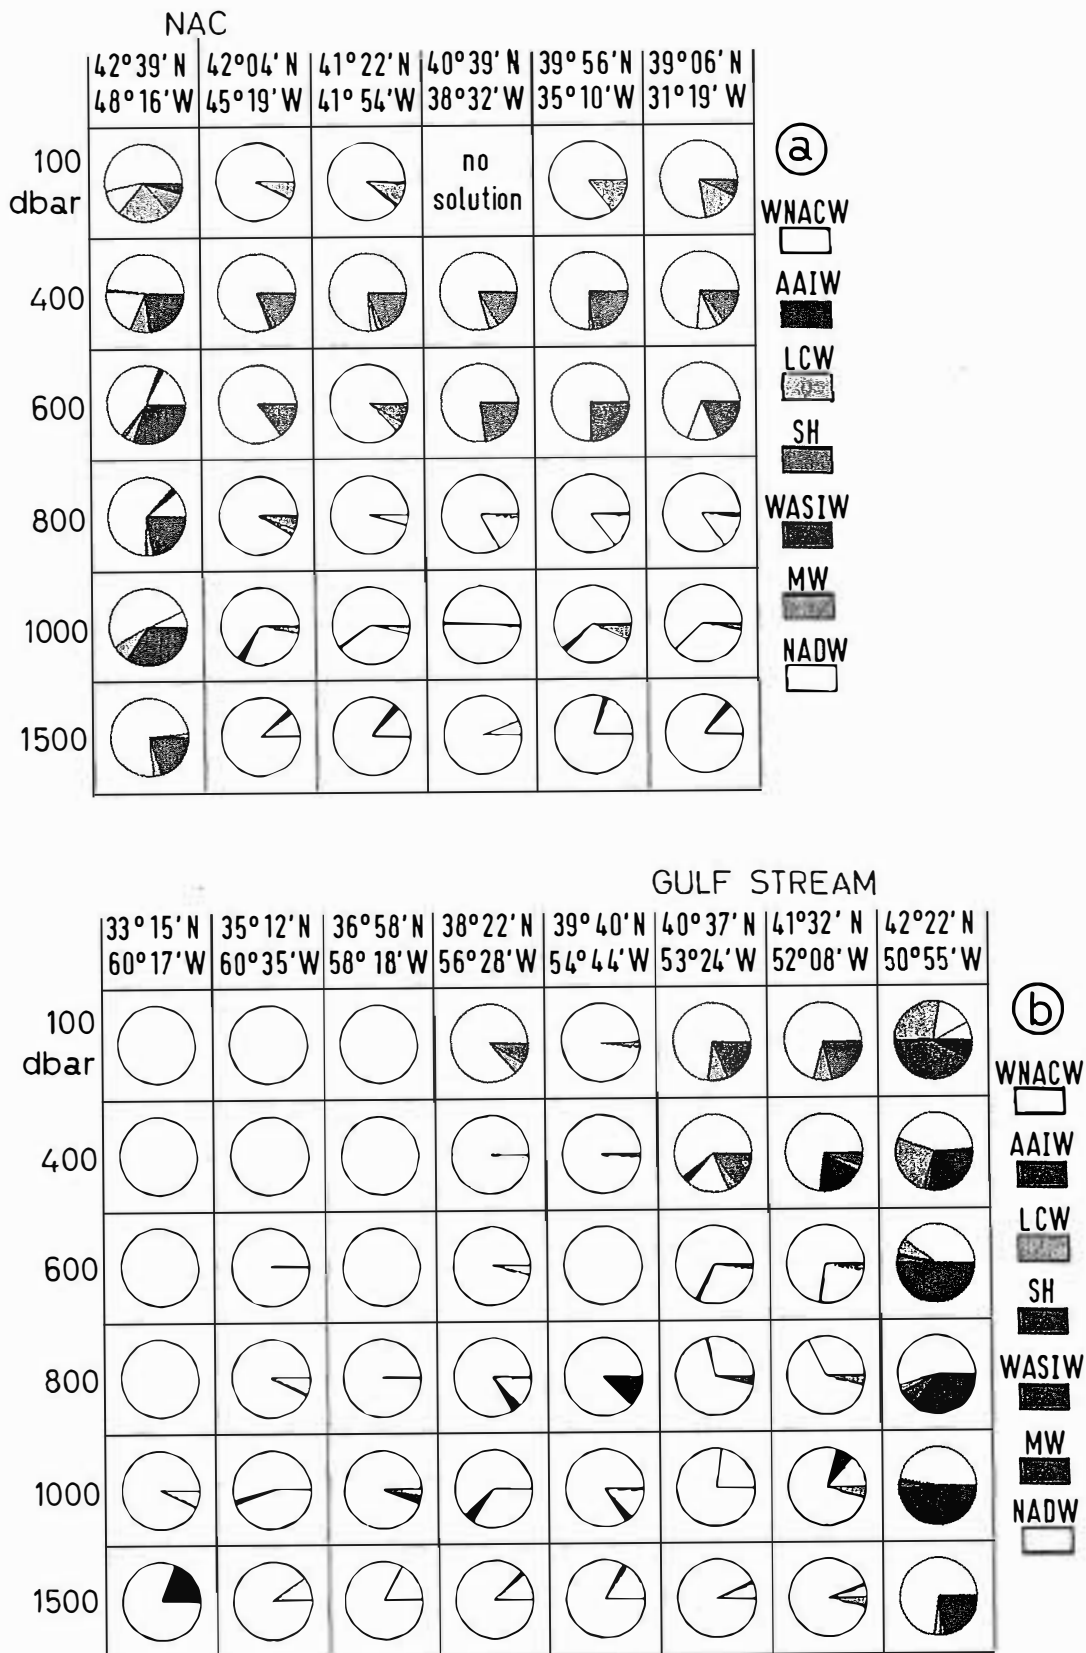 NAC
42°39'N 42°04'N 41°22'N 40°39'N 39°56'N 39°06'N
48°16'W 45°19'W 41°54'W 38°32'W 35°10'W 31°19'W
100
dbar
no
solution
400
600
800
1000
1500
a
WNACW
AAIW
LCW
SH
WASIW
MW
NADW
GULF STREAM
33°15'N 35°12'N 36°58'N 38°22'N 39°40'N 40°37'N 41°32'N 42°22'N
60°17'W 60°35'W 58°18'W 56°28'W 54°44'W 53°24'W 52°08'W 50°55'W
100
dbar
400
600
800
1000
1500
b
WNACW
AAIW
LCW
SH
WASIW
MW
NADW